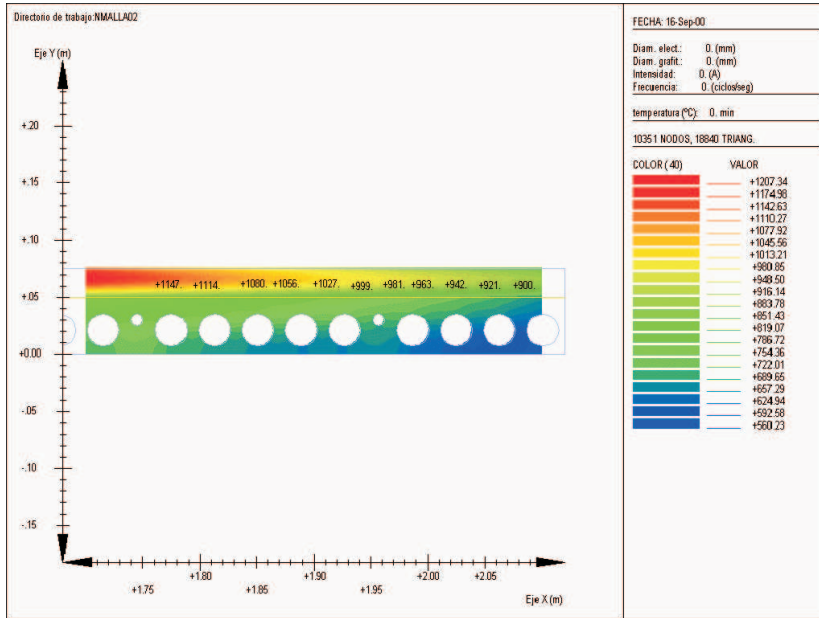 Directorio de trabajo:NMALLA02
Eje Y (m)
+.20
+.15
+.10
+.05
+0.00
-.05
-.10
-.15
+1147. +1114. +1080. +1056. +1027. +999. +981. +963. +942. +921. +900.
+1.75 +1.80 +1.85 +1.90 +1.95 +2.00 +2.05
Eje X (m)
FECHA: 16-Sep-00
Diam. elect.: 0. (mm)
Diam. grafit.: 0. (mm)
Intensidad: 0. (A)
Frecuencia: 0. (ciclos/seg)
temperatura (ºC): 0. min
10351 NODOS, 18840 TRIANG.
COLOR ( 40) VALOR
+1207.34
+1174.98
+1142.63
+1110.27
+1077.92
+1045.56
+1013.21
+980.85
+948.50
+916.14
+883.78
+851.43
+819.07
+786.72
+754.36
+722.01
+689.65
+657.29
+624.94
+592.58
+560.23